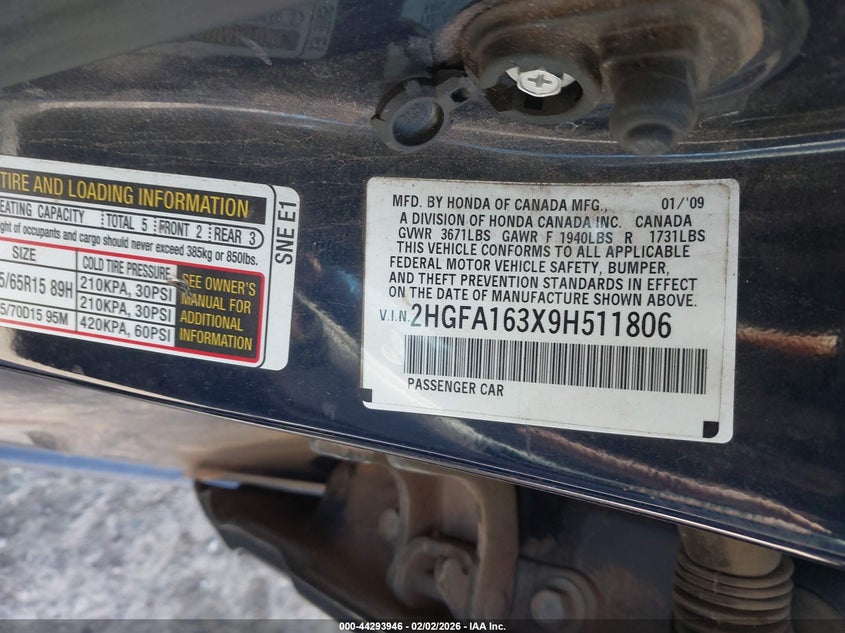 TIRE AND LOADING INFORMATION
EATING CAPACITY TOTAL 5 FRONT 2 REAR 3
ght of occupants and cargo should never exceed 385kg or 850lbs.
SIZE COLD TIRE PRESSURE
5/65R15 89H 210KPA, 30PSI
210KPA, 30PSI
5/70D15 95M 420KPA, 60PSI
SEE OWNER'S
MANUAL FOR
ADDITIONAL
INFORMATION
SNE E1
MFD. BY HONDA OF CANADA MFG., 01/'09
A DIVISION OF HONDA CANADA INC. CANADA
GVWR 3671LBS GAWR F 1940LBS R 1731LBS
THIS VEHICLE CONFORMS TO ALL APPLICABLE
FEDERAL MOTOR VEHICLE SAFETY, BUMPER,
AND THEFT PREVENTION STANDARDS IN EFFECT
ON THE DATE OF MANUFACTURE SHOWN ABOVE.
V.I.N. 2HGFA163X9H511806
PASSENGER CAR
000-44293946 - 02/02/2026 - IAA Inc.